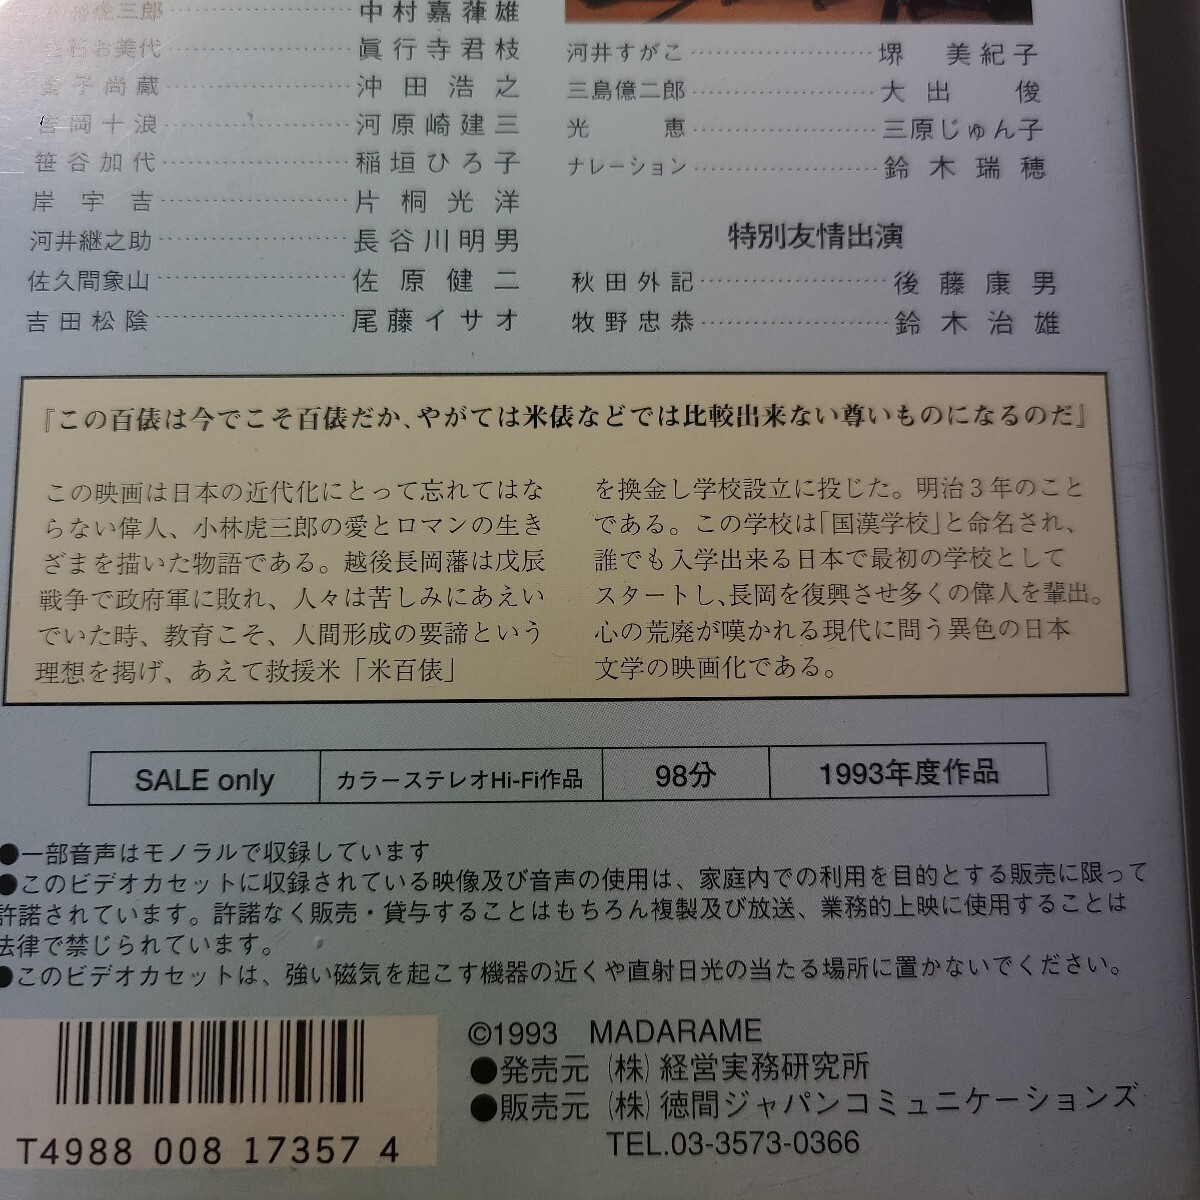 小林虎三郎 中村嘉葎雄
お美代 眞行寺君枝
尚蔵 沖田浩之
吉岡十浪 河原崎建三
笹谷加代 稲垣ひろ子
岸宇吉 片桐光洋
河井継之助 長谷川明男
佐久間象山 佐原健二
吉田松陰 尾藤イサオ
河井すがこ 堺美紀子
三島億二郎 大出俊
光恵 三原じゅん子
ナレーション 鈴木瑞穂
特別友情出演
秋田外記 後藤康男
牧野忠恭 鈴木治雄
『この百俵は今でこそ百俵だか、やがては米俵などでは比較出来ない尊いものになるのだ』
この映画は日本の近代化にとって忘れてはな
らない偉人、小林虎三郎の愛とロマンの生き
ざまを描いた物語である。越後長岡藩は戊辰
戦争で政府軍に敗れ、人々は苦しみにあえい
でいた時、教育こそ、人間形成の要諦という
理想を掲げ、あえて救援米「米百俵」
を換金し学校設立に投じた。明治３年のこと
である。この学校は「国漢学校」と命名され、
誰でも入学出来る日本で最初の学校として
スタートし、長岡を復興させ多くの偉人を輩出。
心の荒廃が嘆かれる現代に問う異色の日本
文学の映画化である。
SALE only カラーステレオHi-Fi作品 98分 1993年度作品
●一部音声はモノラルで収録しています
●このビデオカセットに収録されている映像及び音声の使用は、家庭内での利用を目的とする販売に限って
許諾されています。許諾なく販売・貸与することはもちろん複製及び放送、業務的上映に使用することは
法律で禁じられています。
●このビデオカセットは、強い磁気を起こす機器の近くや直射日光の当たる場所に置かないでください。
©1993 MADARAME
●発売元 (株) 経営実務研究所
●販売元 (株) 徳間ジャパンコミュニケーションズ
TEL.03-3573-0366
T4988 008 17357 4